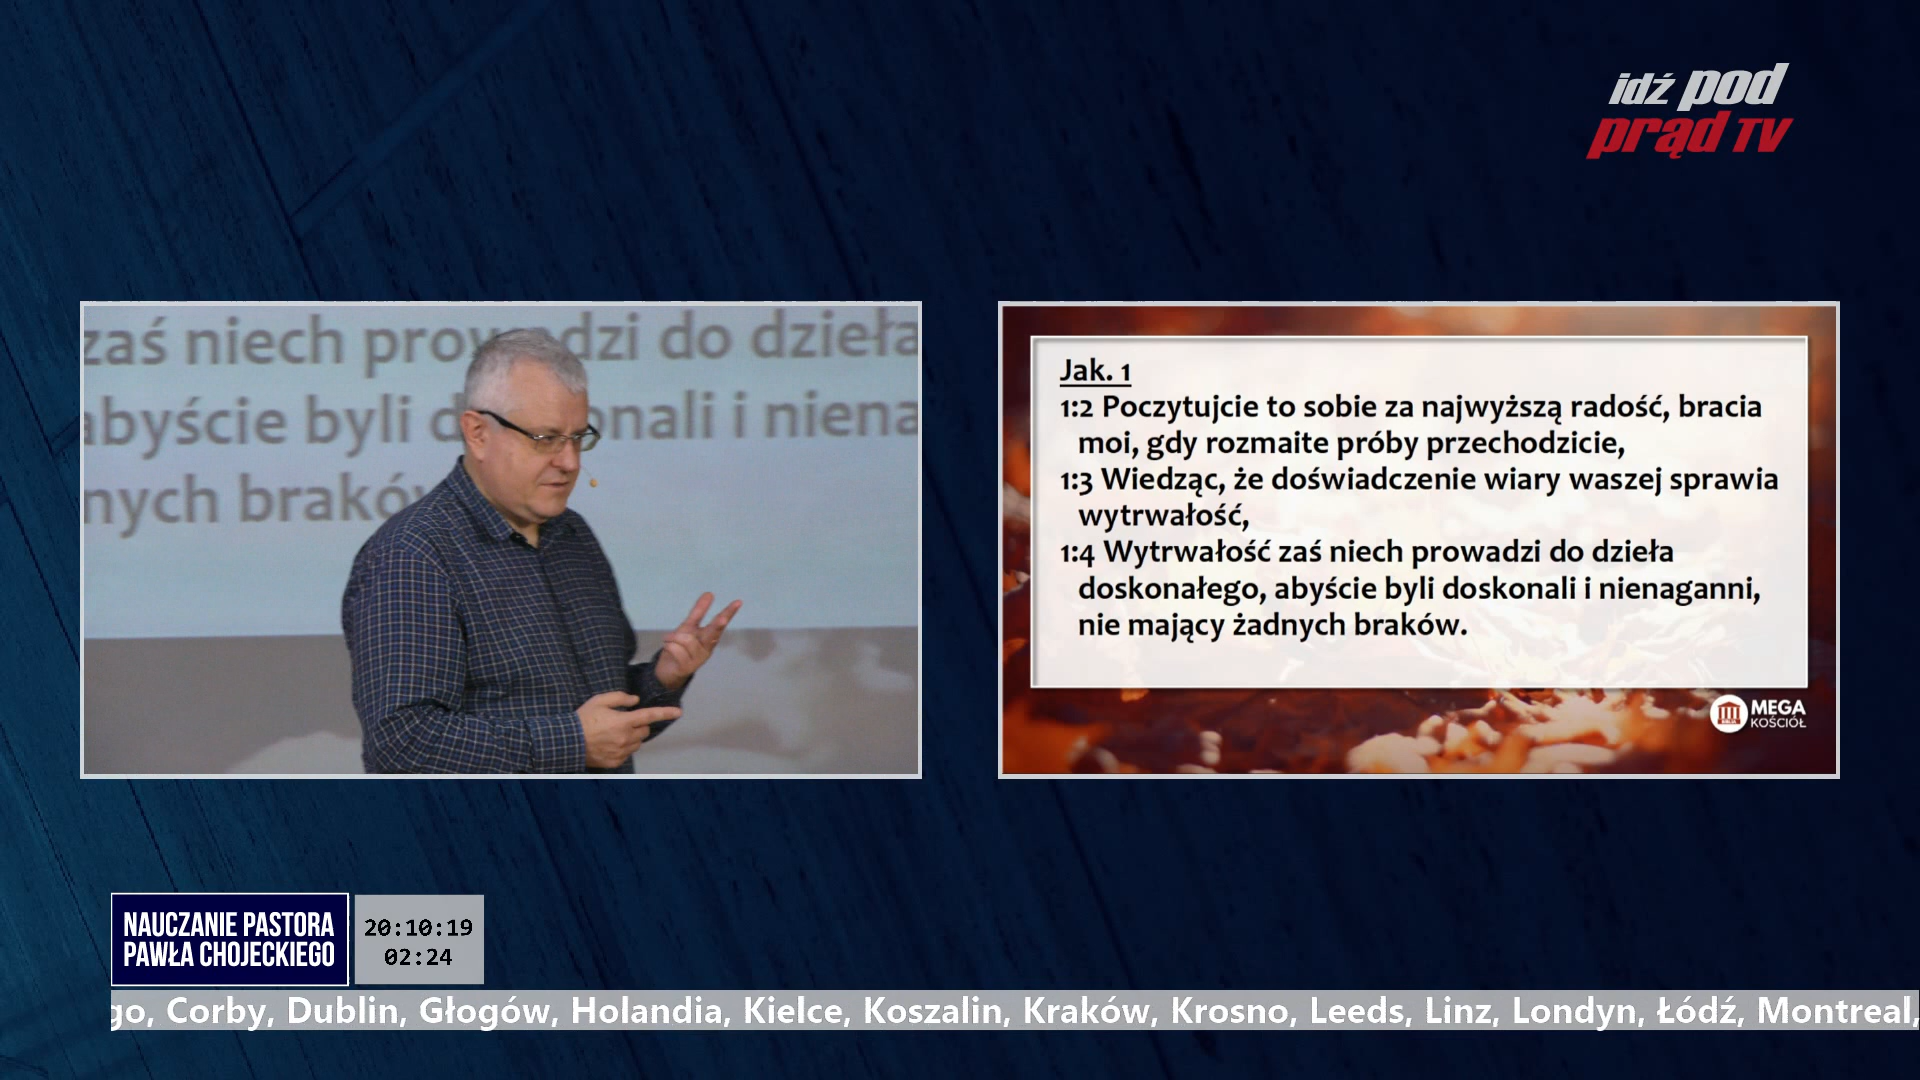 idź pod
prąd TV
zaś niech prowadzi do dzieła
abyście byli doskonali i niena
nych braków
Jak. 1
1:2 Poczytujcie to sobie za najwyższą radość, bracia
moi, gdy rozmaite próby przechodzicie,
1:3 Wiedząc, że doświadczenie wiary waszej sprawia
wytrwałość,
1:4 Wytrwałość zaś niech prowadzi do dzieła
doskonałego, abyście byli doskonali i nienaganni,
nie mający żadnych braków.
MEGA
KOŚCIÓŁ
NAUCZANIE PASTORA
PAWŁA CHOJECKIEGO
20:10:19
02:24
go, Corby, Dublin, Głogów, Holandia, Kielce, Koszalin, Kraków, Krosno, Leeds, Linz, Londyn, Łódź, Montreal,